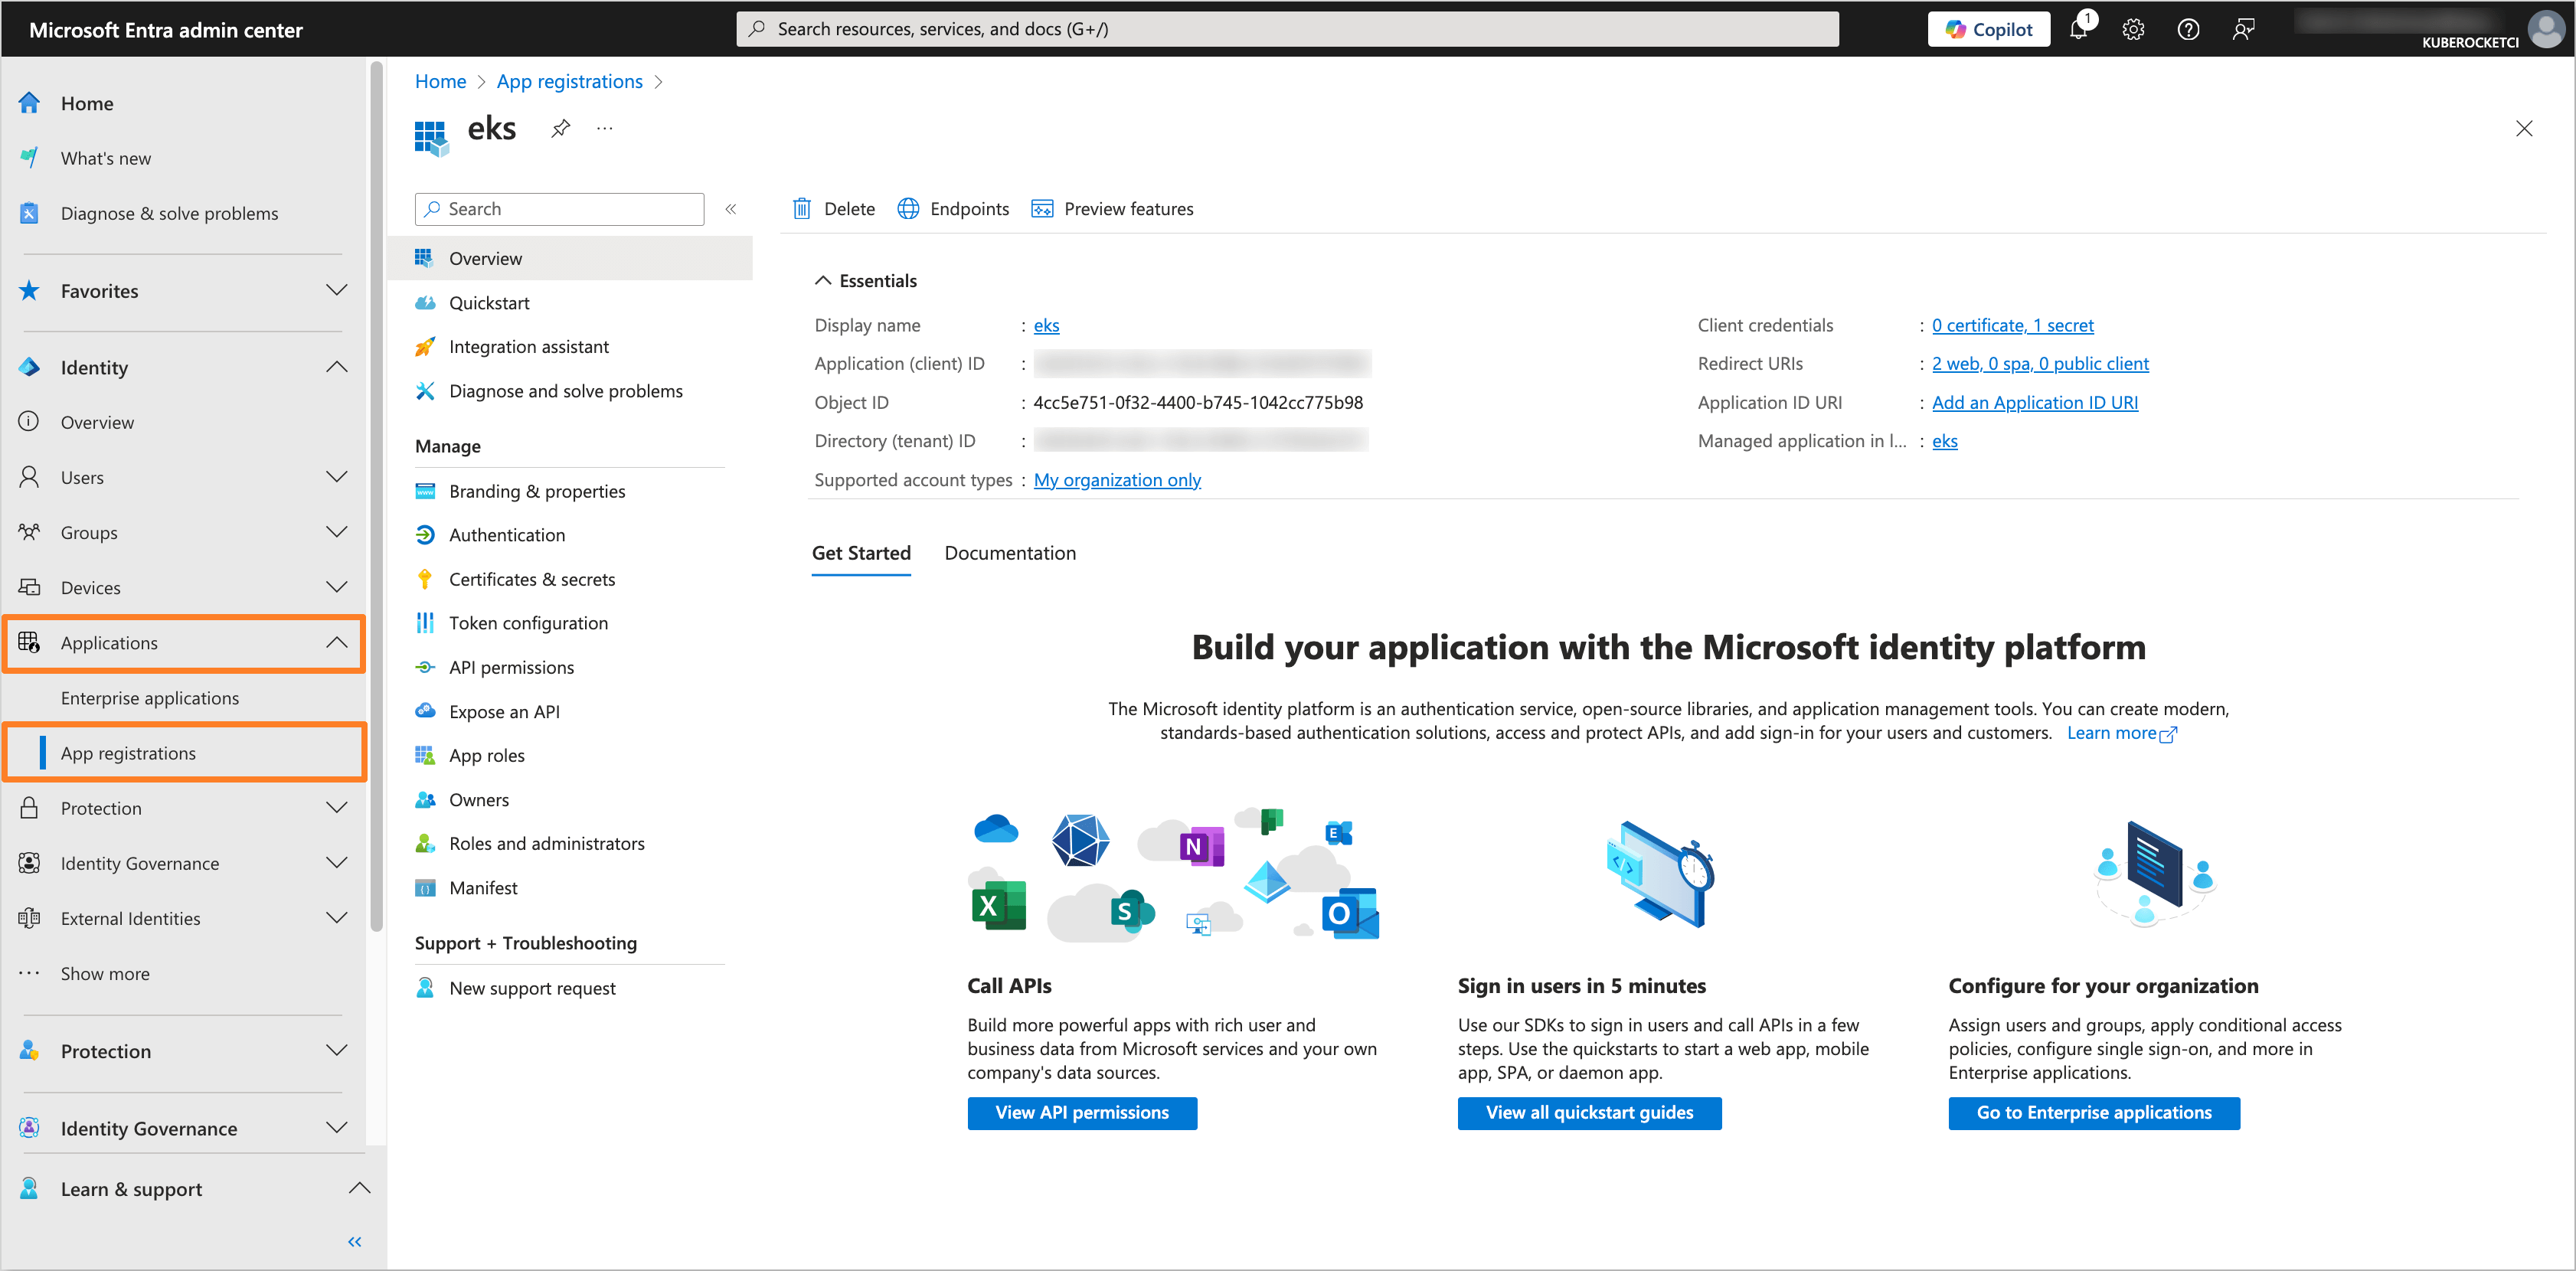 Microsoft Entra admin center
Search resources, services, and docs (G+/)
Copilot
1
KUBEROCKETCI
Home
What's new
Diagnose & solve problems
Favorites
Identity
Overview
Users
Groups
Devices
Applications
Enterprise applications
App registrations
Protection
Identity Governance
External Identities
Show more
Protection
Identity Governance
Learn & support
Home > App registrations >
eks
Search
Overview
Quickstart
Integration assistant
Diagnose and solve problems
Manage
Branding & properties
Authentication
Certificates & secrets
Token configuration
API permissions
Expose an API
App roles
Owners
Roles and administrators
Manifest
Support + Troubleshooting
New support request
Delete Endpoints Preview features
Essentials
Display name : eks
Application (client) ID :
Object ID : 4cc5e751-0f32-4400-b745-1042cc775b98
Directory (tenant) ID :
Supported account types : My organization only
Client credentials : 0 certificate, 1 secret
Redirect URIs : 2 web, 0 spa, 0 public client
Application ID URI : Add an Application ID URI
Managed application in l... : eks
Get Started Documentation
Build your application with the Microsoft identity platform
The Microsoft identity platform is an authentication service, open-source libraries, and application management tools. You can create modern,
standards-based authentication solutions, access and protect APIs, and add sign-in for your users and customers. Learn more
N
E
X
S
O
Call APIs
Build more powerful apps with rich user and
business data from Microsoft services and your own
company's data sources.
View API permissions
Sign in users in 5 minutes
Use our SDKs to sign in users and call APIs in a few
steps. Use the quickstarts to start a web app, mobile
app, SPA, or daemon app.
View all quickstart guides
Configure for your organization
Assign users and groups, apply conditional access
policies, configure single sign-on, and more in
Enterprise applications.
Go to Enterprise applications